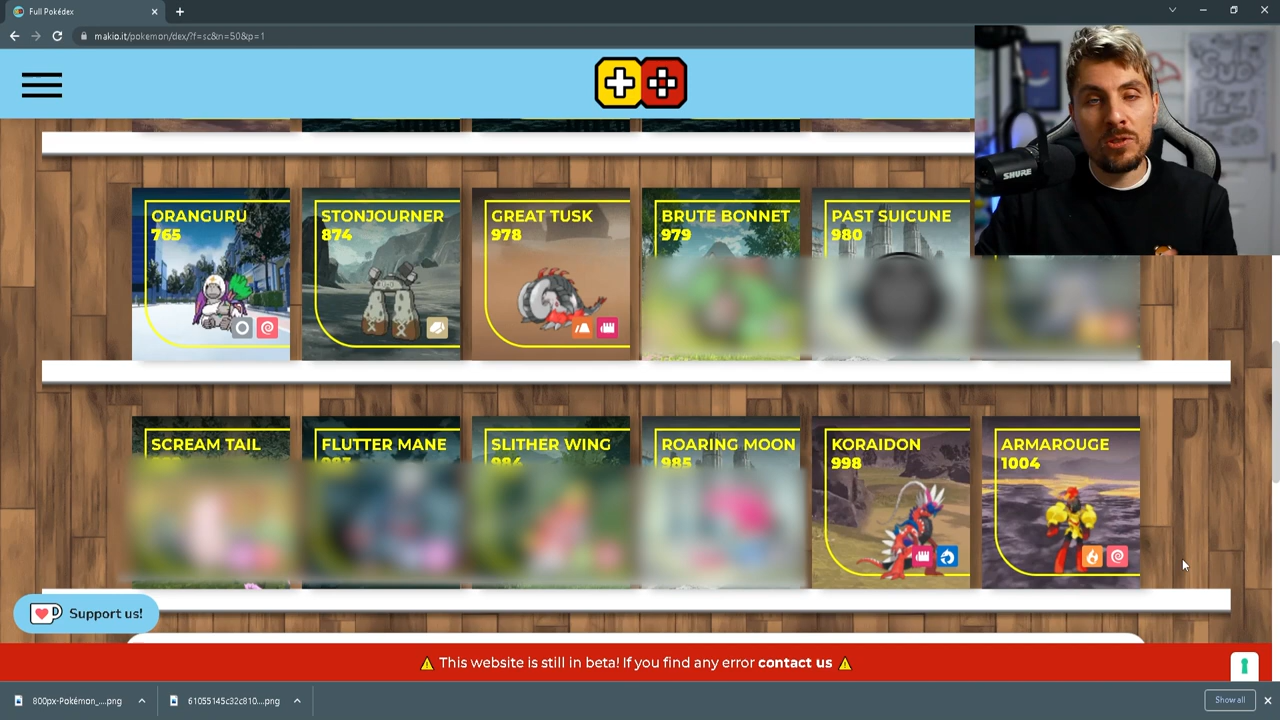 Full Pokédex
makio.it/pokemon/dex/?f=sc&n=50&p=1
SHURE
ORANGURU
765
STONJOURNER
874
GREAT TUSK
978
BRUTE BONNET
979
PAST SUICUNE
980
SCREAM TAIL
FLUTTER MANE
SLITHER WING
984
ROARING MOON
985
KORAIDON
998
ARMAROUGE
1004
Support us!
This website is still in beta! If you find any error contact us
800px-Pokémon_....png
61055145c32c810....png
Show all